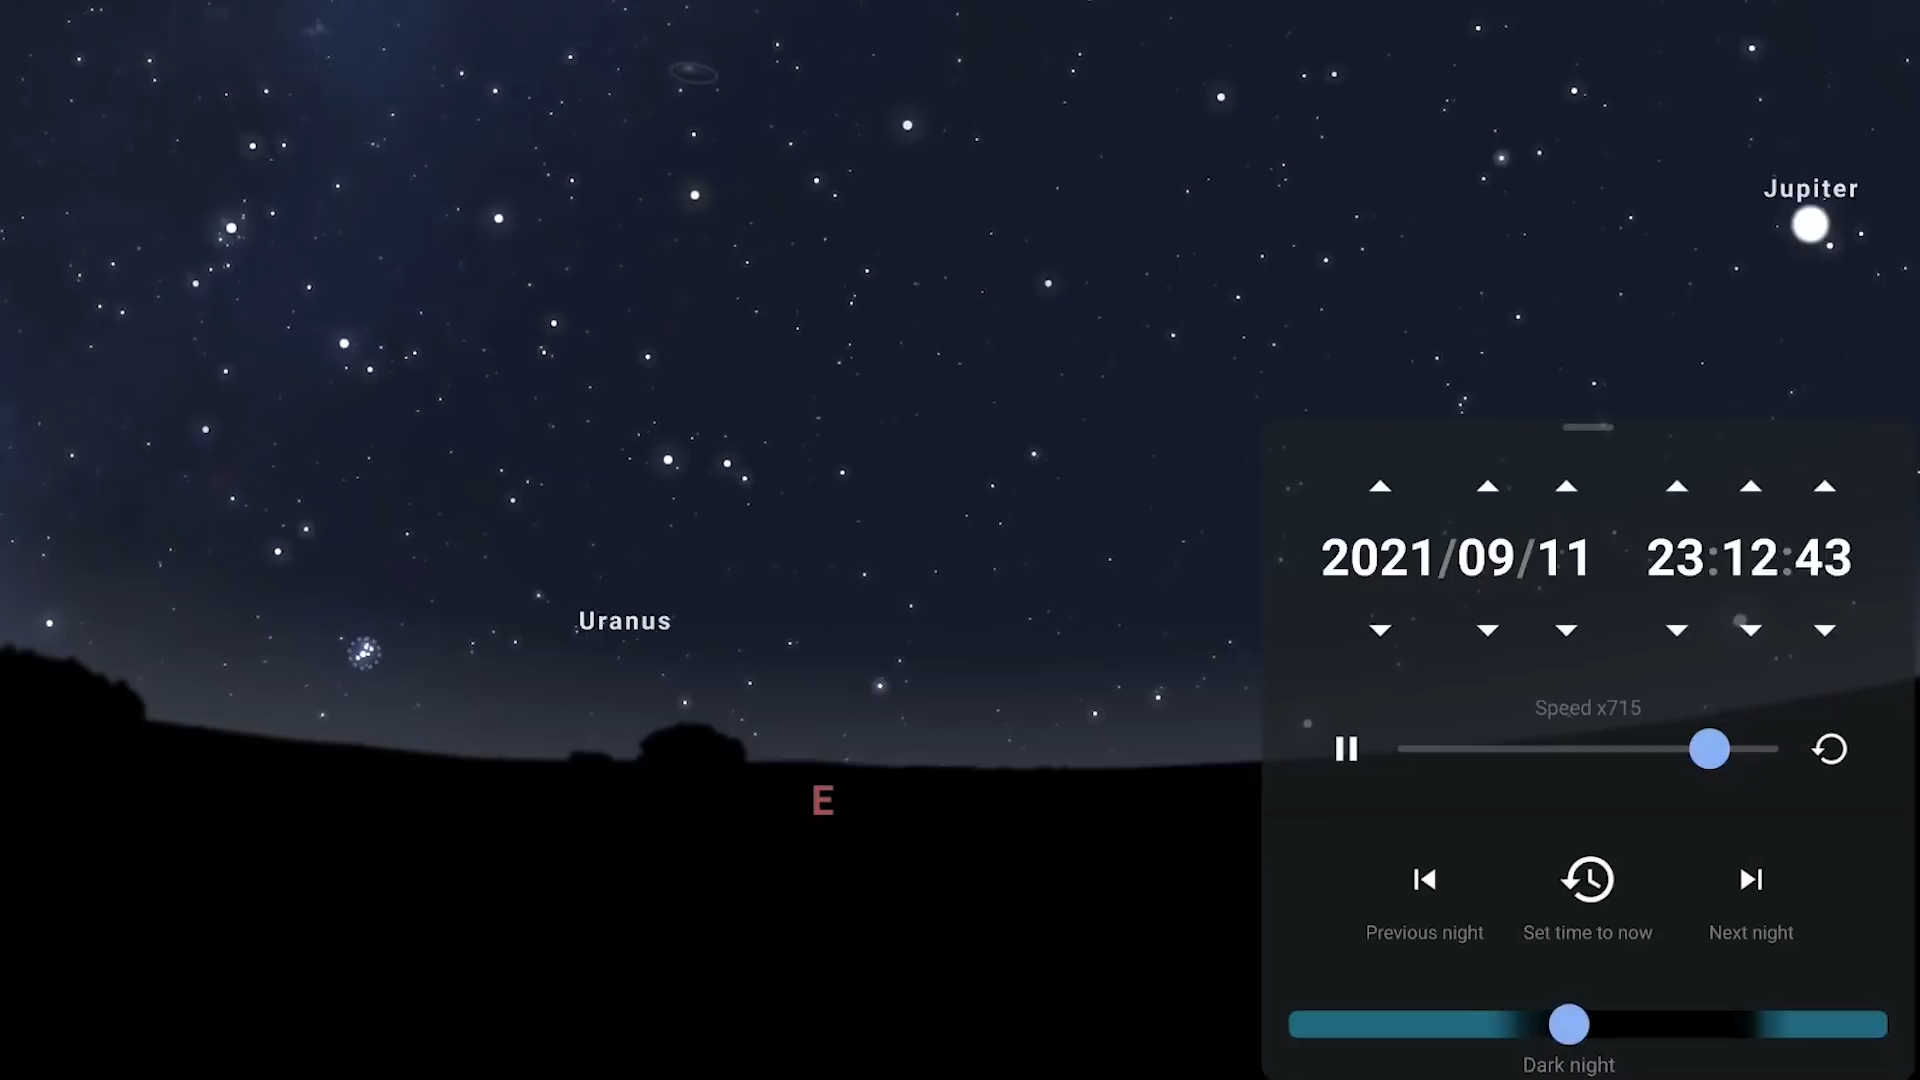 Jupiter
2021/09/11 23:12:43
Uranus
Speed x715
E
Previous night Set time to now Next night
Dark night